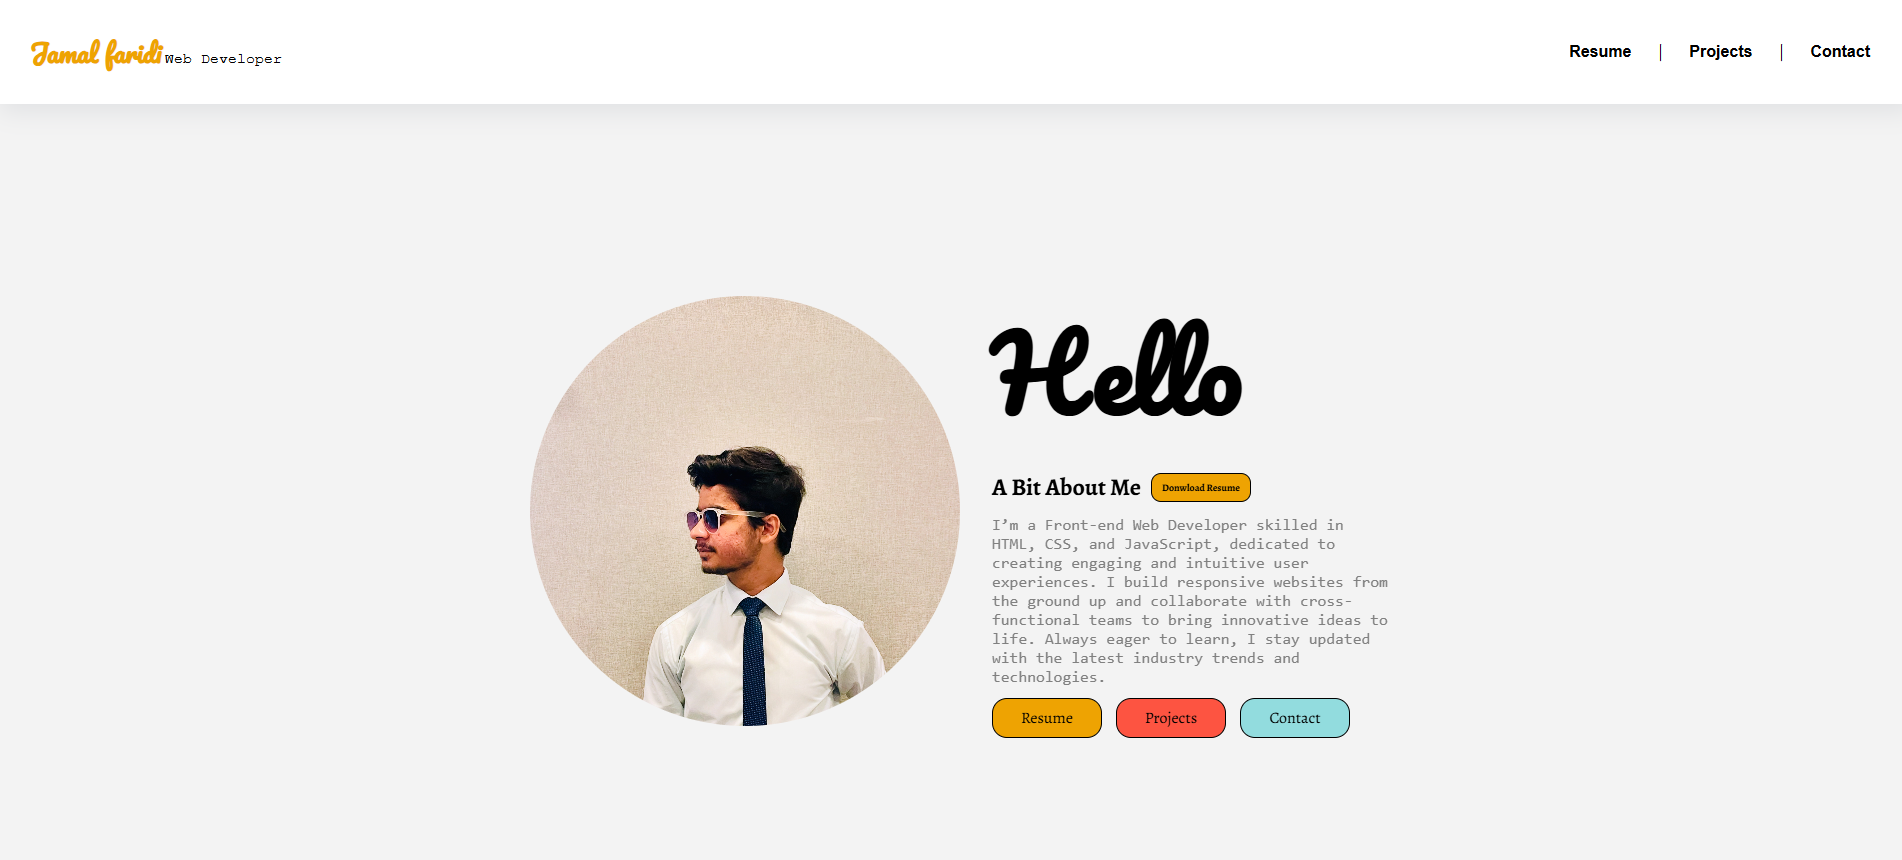 Jamal faridi Web Developer
Resume | Projects | Contact
Hello
A Bit About Me Donwload Resume
I’m a Front-end Web Developer skilled in
HTML, CSS, and JavaScript, dedicated to
creating engaging and intuitive user
experiences. I build responsive websites from
the ground up and collaborate with cross-
functional teams to bring innovative ideas to
life. Always eager to learn, I stay updated
with the latest industry trends and
technologies.
Resume Projects Contact